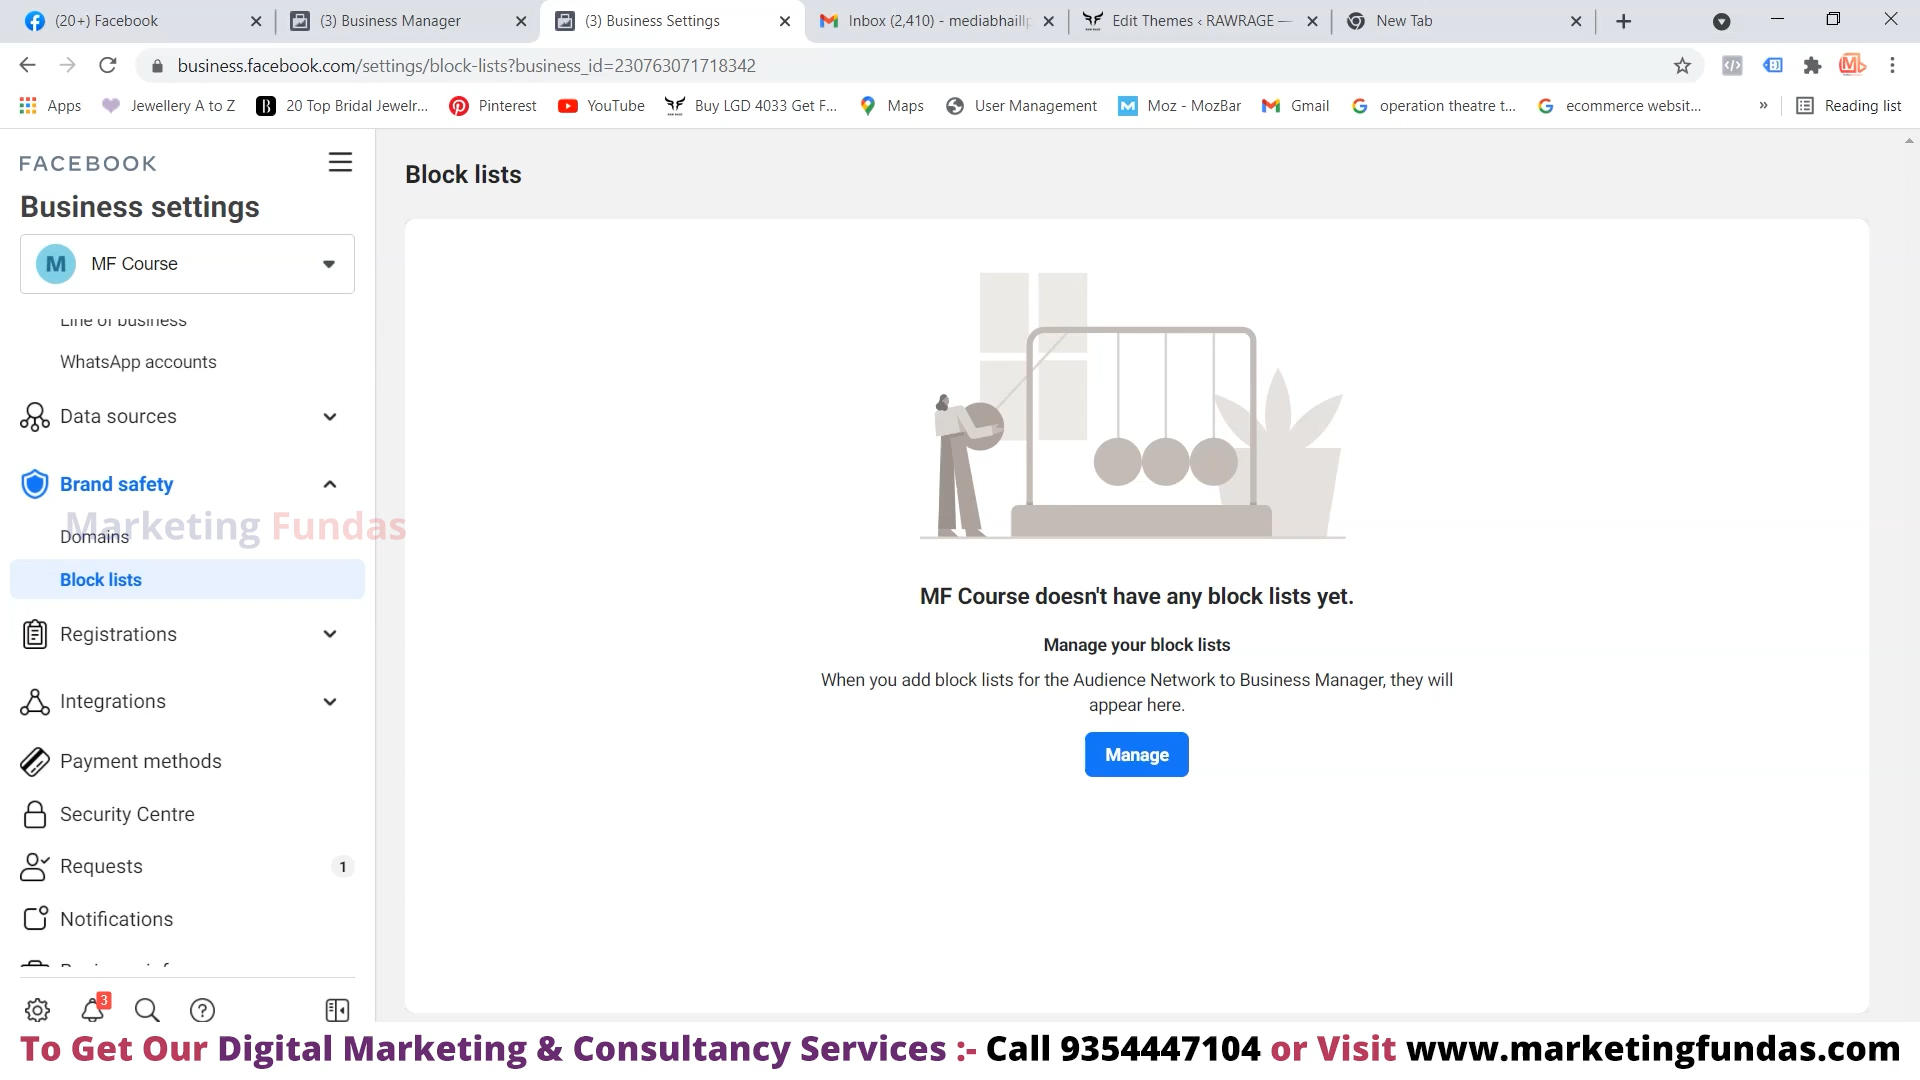 (20+) Facebook
(3) Business Manager
(3) Business Settings
Inbox (2,410) - mediabhaillp
Edit Themes ‹ RAWRAGE —
New Tab
business.facebook.com/settings/block-lists?business_id=230763071718342
Apps
Jewellery A to Z
20 Top Bridal Jewelr...
Pinterest
YouTube
Buy LGD 4033 Get F...
Maps
User Management
Moz - MozBar
Gmail
operation theatre t...
ecommerce websit...
»
Reading list
FACEBOOK
Business settings
M MF Course
Line of business
WhatsApp accounts
Data sources
Brand safety
Marketing Fundas
Domains
Block lists
Registrations
Integrations
Payment methods
Security Centre
Requests 1
Notifications
3
Block lists
MF Course doesn't have any block lists yet.
Manage your block lists
When you add block lists for the Audience Network to Business Manager, they will
appear here.
Manage
To Get Our Digital Marketing & Consultancy Services :- Call 9354447104 or Visit www.marketingfundas.com